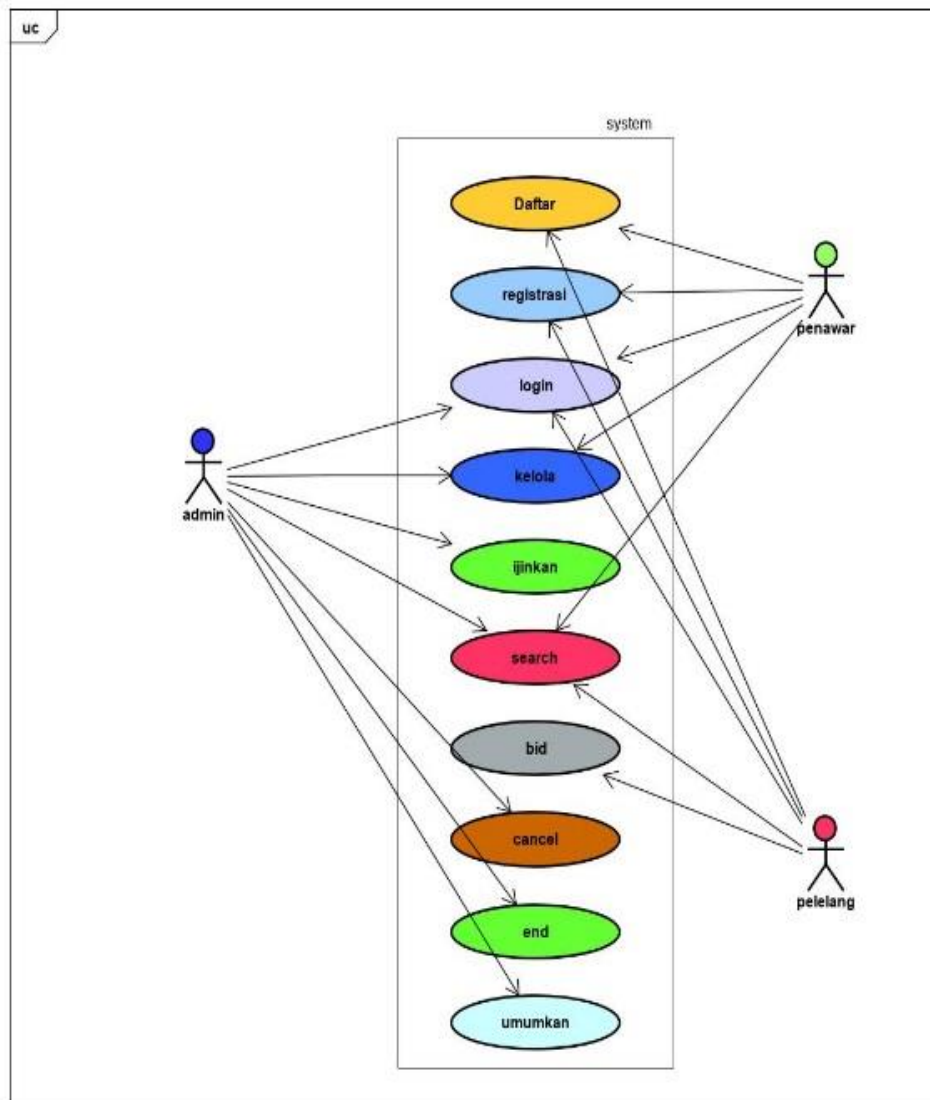 uc
system
Daftar
registrasi
penawar
login
kelola
admin
ijinkan
search
bid
cancel
pelelang
end
umumkan